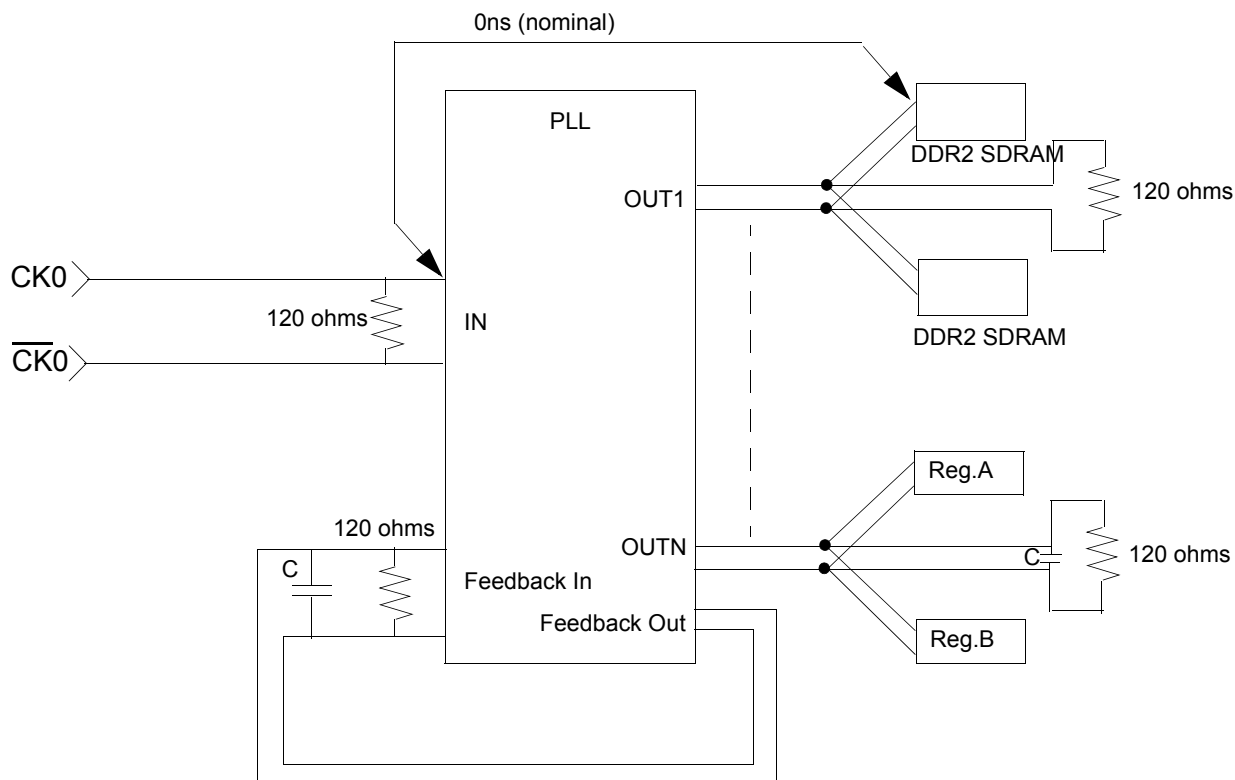 0ns (nominal)
PLL
DDR2 SDRAM
OUT1
120 ohms
CK0
120 ohms
IN
C̅K̅0
DDR2 SDRAM
Reg.A
120 ohms
OUTN
C
120 ohms
C
Feedback In
Feedback Out
Reg.B